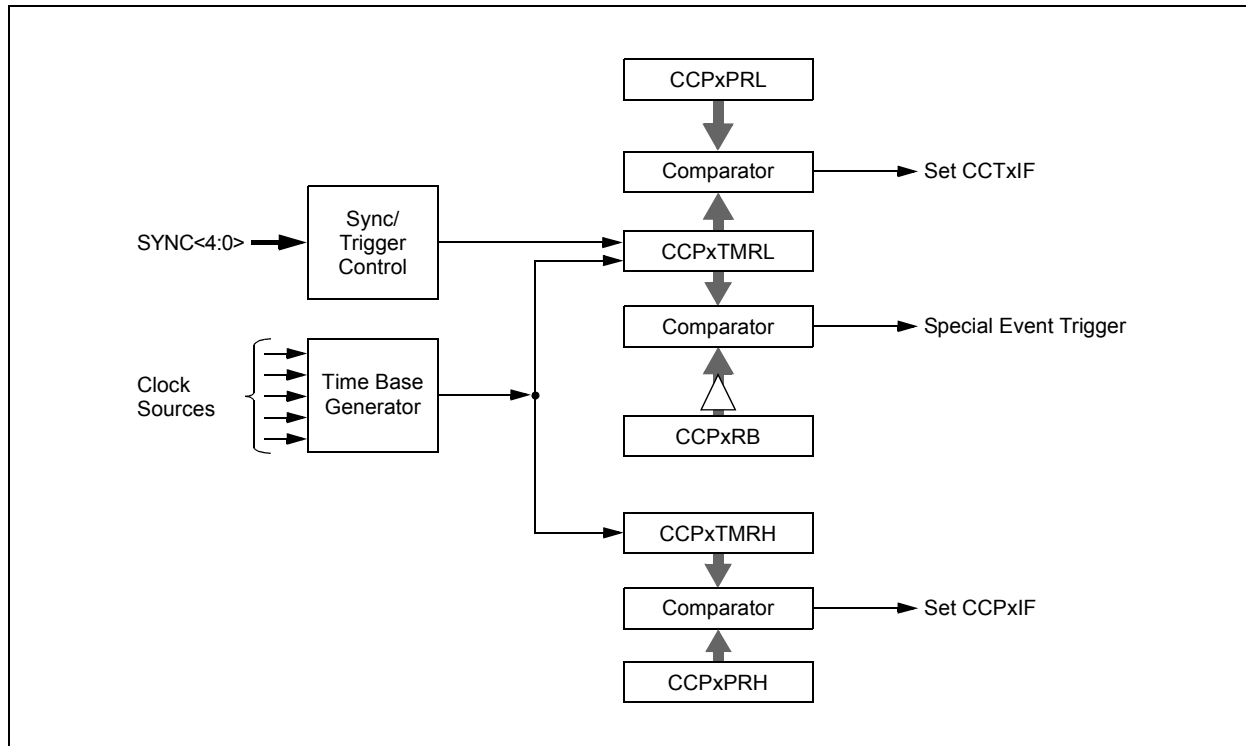 CCPxPRL
Comparator
Set CCTxIF
Sync/
Trigger
Control
SYNC<4:0>
CCPxTMRL
Comparator
Special Event Trigger
Clock
Sources
Time Base
Generator
CCPxRB
CCPxTMRH
Comparator
Set CCPxIF
CCPxPRH